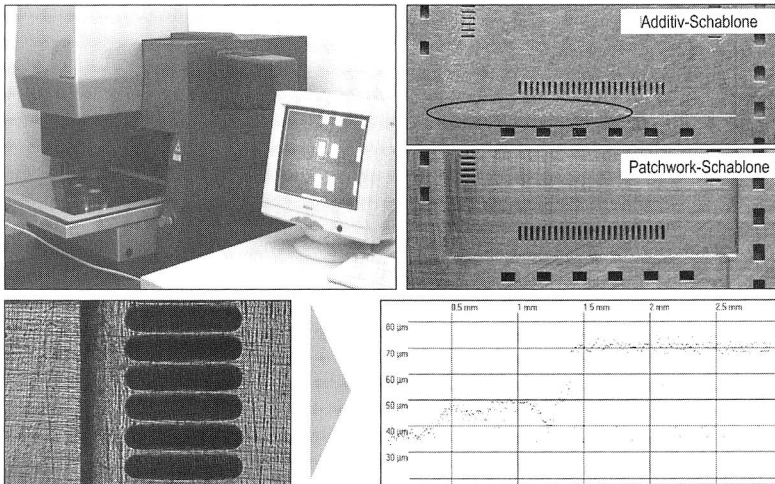 Additiv-Schablone
Patchwork-Schablone
0,5 mm
1 mm
1.5 mm
2 mm
2.5 mm
80 µm
70 µm
60 µm
50 µm
40 µm
30 µm